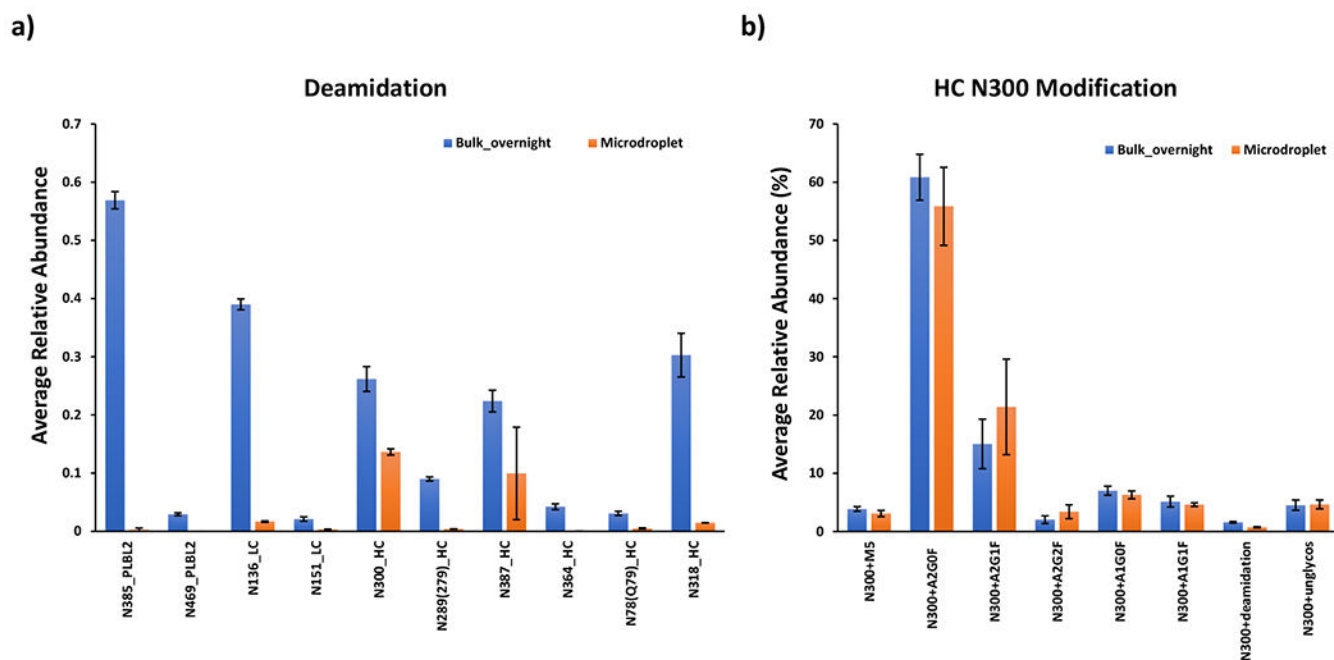 a)
Deamidation
Bulk_overnight
Microdroplet
Average Relative Abundance
0.7
0.6
0.5
0.4
0.3
0.2
0.1
0
N385_PLBL2
N469_PLBL2
N136_LC
N151_LC
N300_HC
N289(279)_HC
N387_HC
N364_HC
N78(Q79)_HC
N318_HC
b)
HC N300 Modification
Bulk_overnight
Microdroplet
Average Relative Abundance (%)
70
60
50
40
30
20
10
0
N300+M5
N300+A2G0F
N300+A2G1F
N300+A2G2F
N300+A1G0F
N300+A1G1F
N300+deamidation
N300+unglycos